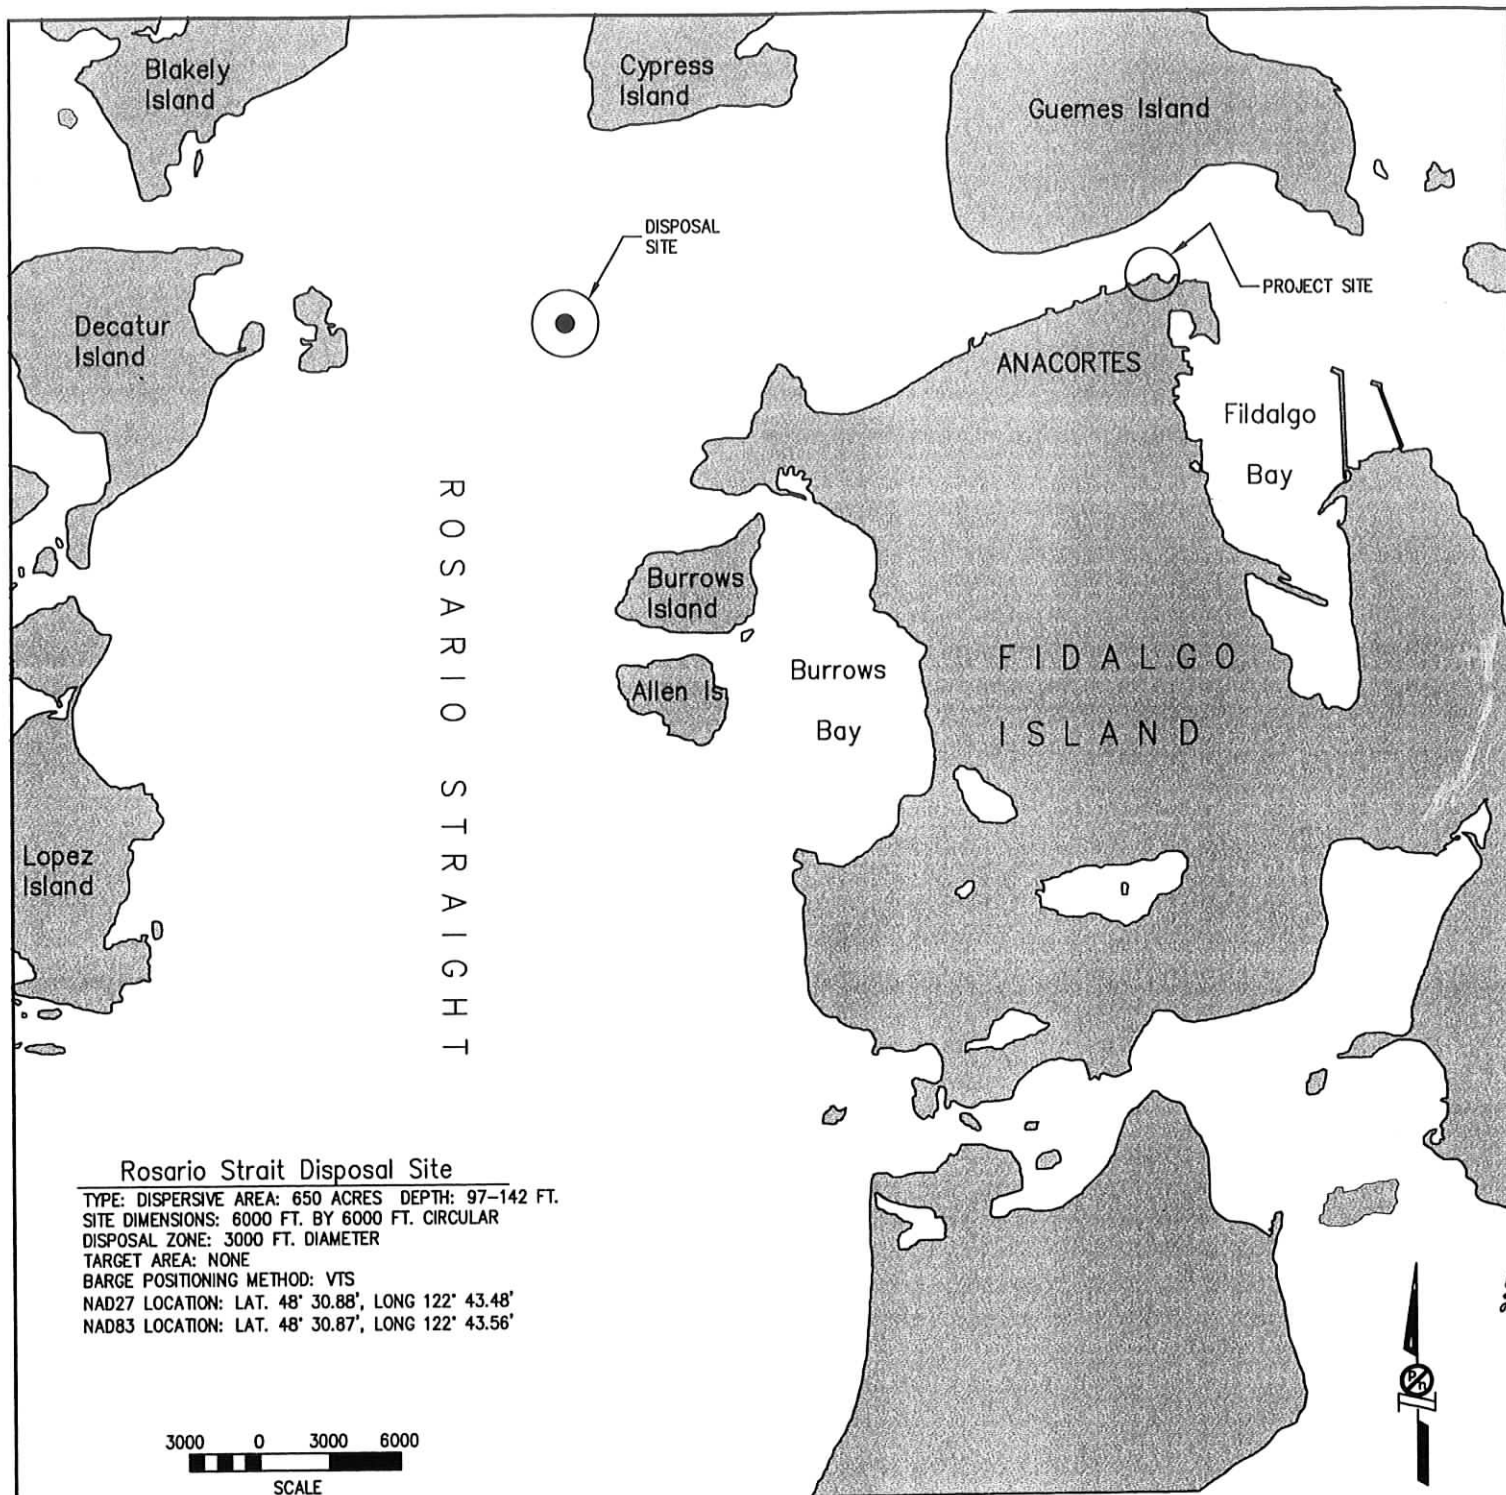 Blakely
Island
Cypress
Island
Guemes Island
DISPOSAL
SITE
PROJECT SITE
Decatur
Island
ANACORTES
Fildalgo
Bay
ROSARIO STRAIGHT
Burrows
Island
Allen Is
Burrows
Bay
FIDALGO
ISLAND
Lopez
Island
Rosario Strait Disposal Site
TYPE: DISPERSIVE AREA: 650 ACRES DEPTH: 97-142 FT.
SITE DIMENSIONS: 6000 FT. BY 6000 FT. CIRCULAR
DISPOSAL ZONE: 3000 FT. DIAMETER
TARGET AREA: NONE
BARGE POSITIONING METHOD: VTS
NAD27 LOCATION: LAT. 48° 30.88', LONG 122° 43.48'
NAD83 LOCATION: LAT. 48° 30.87', LONG 122° 43.56'
3000 0 3000 6000
SCALE